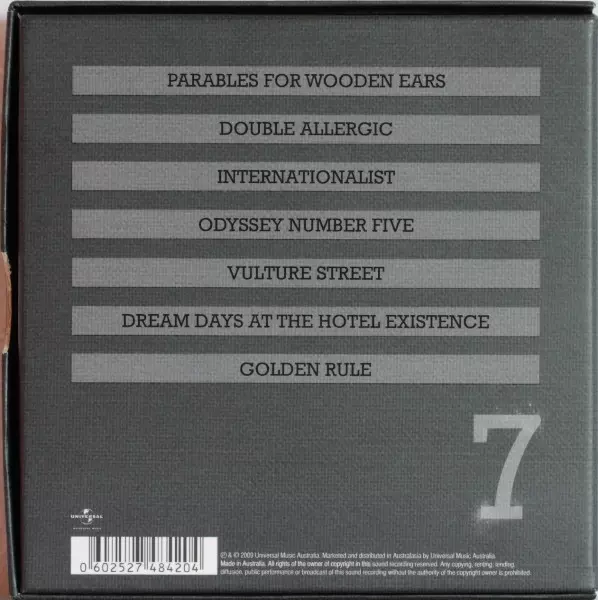 PARABLES FOR WOODEN EARS
DOUBLE ALLERGIC
INTERNATIONALIST
ODYSSEY NUMBER FIVE
VULTURE STREET
DREAM DAYS AT THE HOTEL EXISTENCE
GOLDEN RULE
7
UNIVERSAL
UNIVERSAL MUSIC
0 602527 484204
℗ & © 2009 Universal Music Australia. Marketed and distributed in Australasia by Universal Music Australia.
Made in Australia. All rights of the owner of copyright in this sound recording reserved. Any copying, renting, lending,
diffusion, public performance or broadcast of this sound recording without the authority of the copyright owner is prohibited.